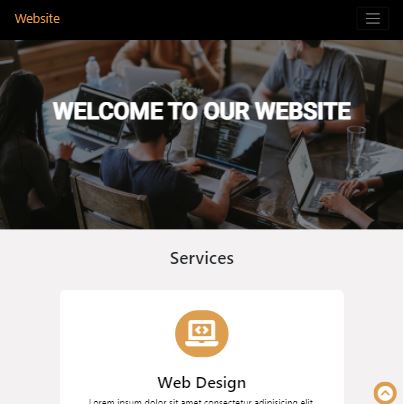 Website
WELCOME TO OUR WEBSITE
Services
Web Design
Lorem ipsum dolor sit amet consectetur adipisicing elit.